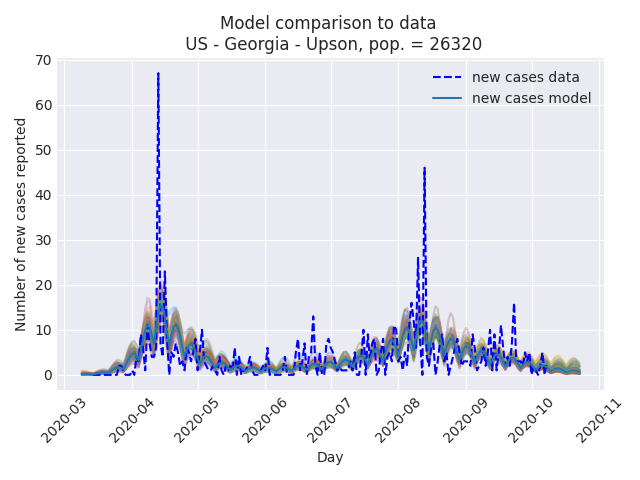 Model comparison to data
US - Georgia - Upson, pop. = 26320
new cases data
new cases model
Number of new cases reported
70
60
50
40
30
20
10
0
2020-03
2020-04
2020-05
2020-06
2020-07
2020-08
2020-09
2020-10
2020-11
Day